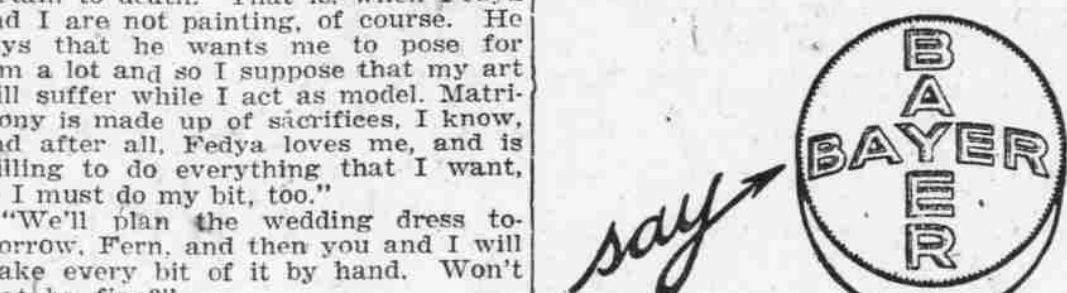 d I are not painting, of course. He
ys that he wants me to pose for
m a lot and so I suppose that my art
ill suffer while I act as model. Matri-
ony is made up of sacrifices, I know,
d after all, Fedya loves me, and is
illing to do everything that I want,
I must do my bit, too."
"We'll plan the wedding dress to-
orrow, Fern, and then you and I will
ake every bit of it by hand. Won't
say
BAYER
BAYER